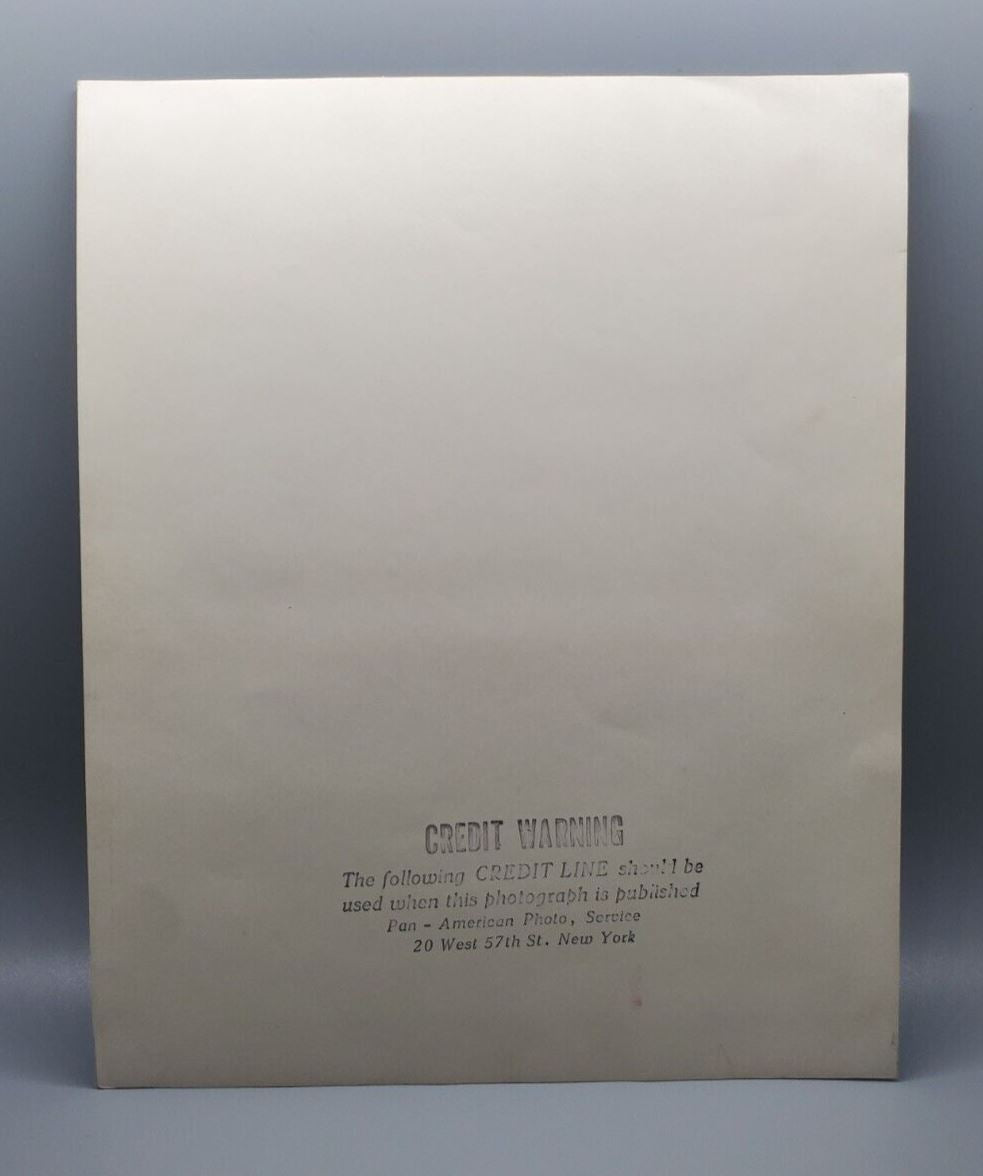 CREDIT WARNING
The following CREDIT LINE should be
used when this photograph is published
Pan - American Photo, Service
20 West 57th St. New York